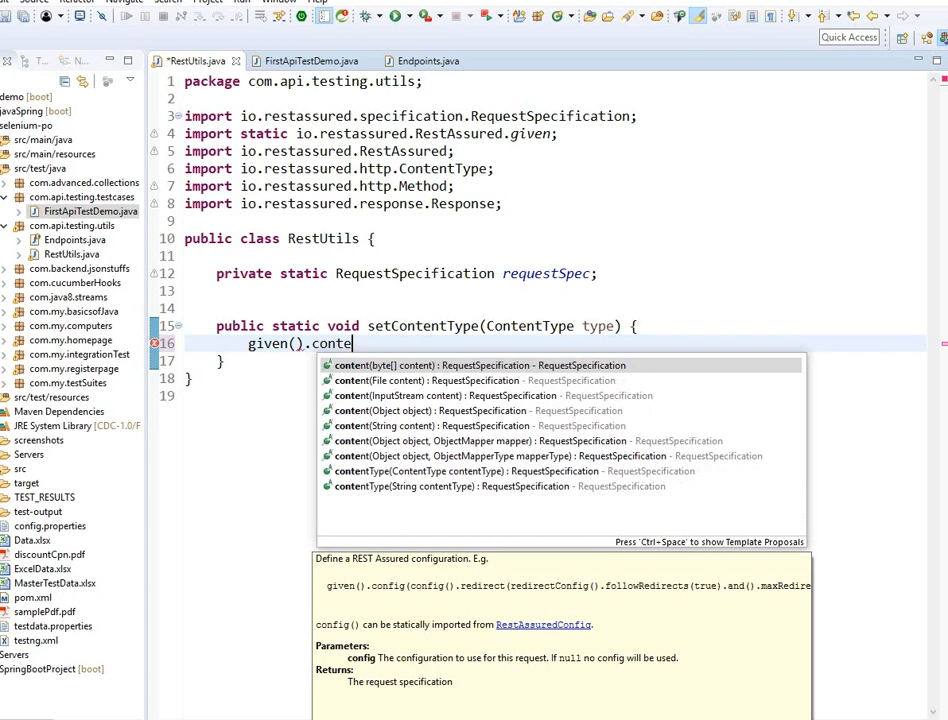 Quick Access
T...
N...
*RestUtils.java
FirstApiTestDemo.java
Endpoints.java
demo [boot]
javaSpring [boot]
selenium-po
src/main/java
src/main/resources
src/test/java
com.advanced.collections
com.api.testing.testcases
FirstApiTestDemo.java
com.api.testing.utils
Endpoints.java
RestUtils.java
com.backend.jsonstuffs
com.cucumberHooks
com.java8.streams
com.my.basicsofJava
com.my.computers
com.my.homepage
com.my.integrationTest
com.my.registerpage
com.my.testSuites
src/test/resources
Maven Dependencies
JRE System Library [CDC-1.0/F
screenshots
Servers
src
target
TEST_RESULTS
test-output
config.properties
Data.xlsx
discountCpn.pdf
ExcelData.xlsx
MasterTestData.xlsx
pom.xml
samplePdf.pdf
testdata.properties
testng.xml
Servers
SpringBootProject [boot]
1 package com.api.testing.utils;
2
3 import io.restassured.specification.RequestSpecification;
4 import static io.restassured.RestAssured.given;
5 import io.restassured.RestAssured;
6 import io.restassured.http.ContentType;
7 import io.restassured.http.Method;
8 import io.restassured.response.Response;
9
10 public class RestUtils {
11
12 private static RequestSpecification requestSpec;
13
14
15 public static void setContentType(ContentType type) {
16 given().conte
17 }
18 }
19
content(byte[] content) : RequestSpecification - RequestSpecification
content(File content) : RequestSpecification - RequestSpecification
content(InputStream content) : RequestSpecification - RequestSpecification
content(Object object) : RequestSpecification - RequestSpecification
content(String content) : RequestSpecification - RequestSpecification
content(Object object, ObjectMapper mapper) : RequestSpecification - RequestSpecification
content(Object object, ObjectMapperType mapperType) : RequestSpecification - RequestSpecification
contentType(ContentType contentType) : RequestSpecification - RequestSpecification
contentType(String contentType) : RequestSpecification - RequestSpecification
Press 'Ctrl+Space' to show Template Proposals
Define a REST Assured configuration. E.g.
given().config(config().redirect(redirectConfig().followRedirects(true).and().maxRedire
config() can be statically imported from RestAssuredConfig.
Parameters:
config The configuration to use for this request. If null no config will be used.
Returns:
The request specification